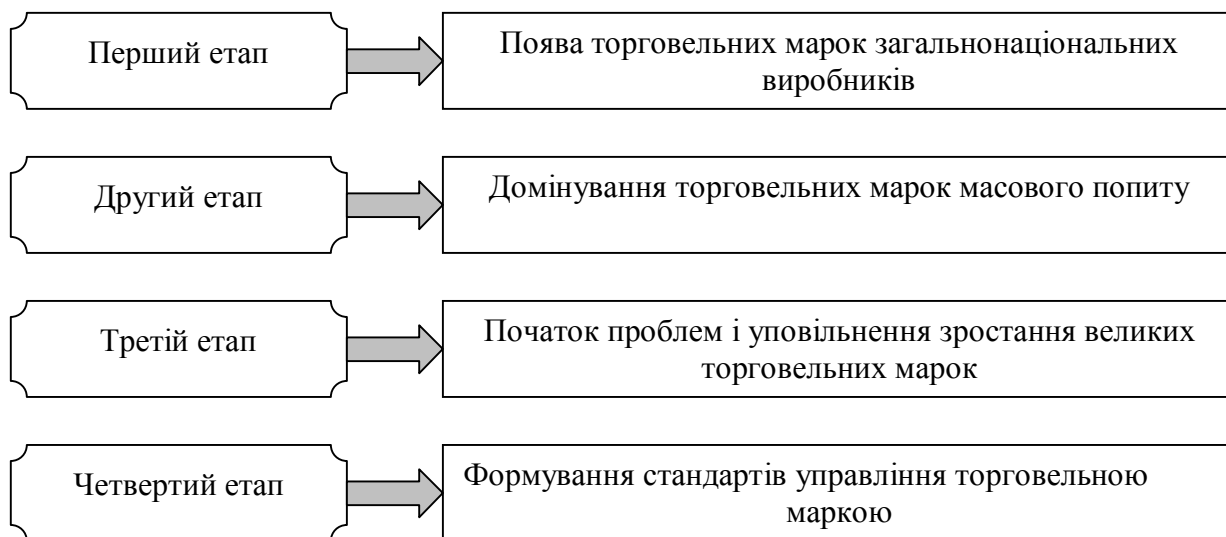 Перший етап
Поява торговельних марок загальнонаціональних
виробників
Другий етап
Домінування торговельних марок масового попиту
Третій етап
Початок проблем і уповільнення зростання великих
торговельних марок
Четвертий етап
Формування стандартів управління торговельною
маркою